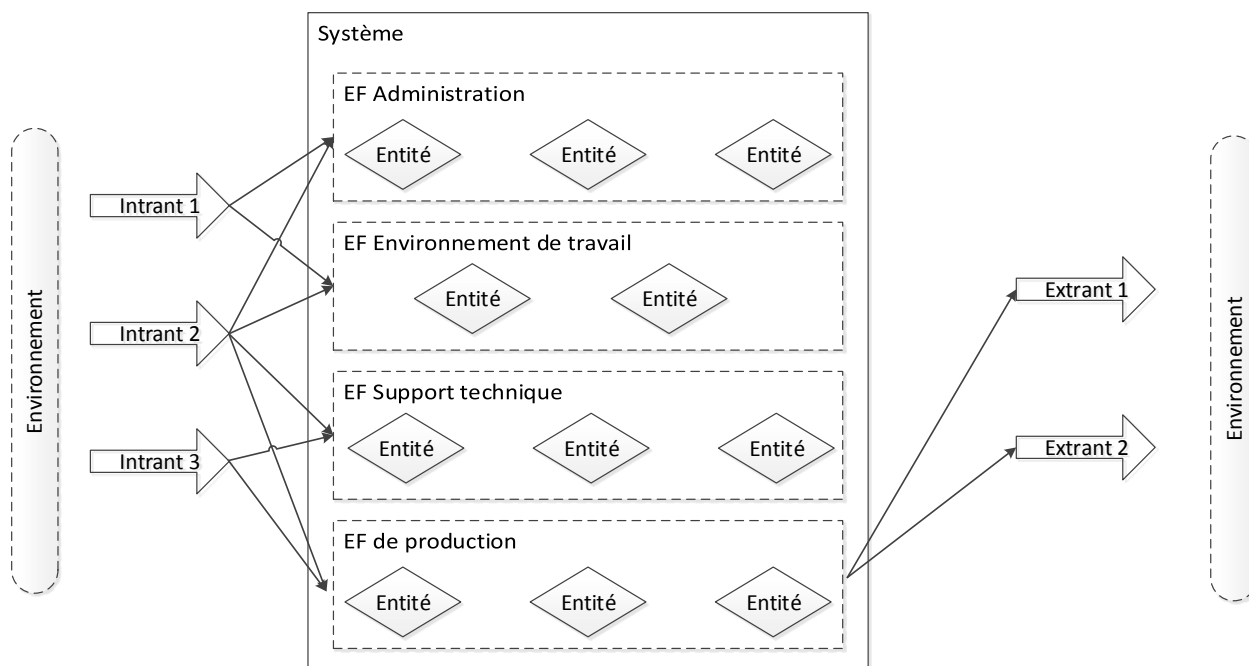 Système
EF Administration
Entité
Entité
Entité
Environnement
Intrant 1
EF Environnement de travail
Entité
Entité
Extrant 1
Environnement
Intrant 2
EF Support technique
Entité
Entité
Entité
Extrant 2
Intrant 3
EF de production
Entité
Entité
Entité